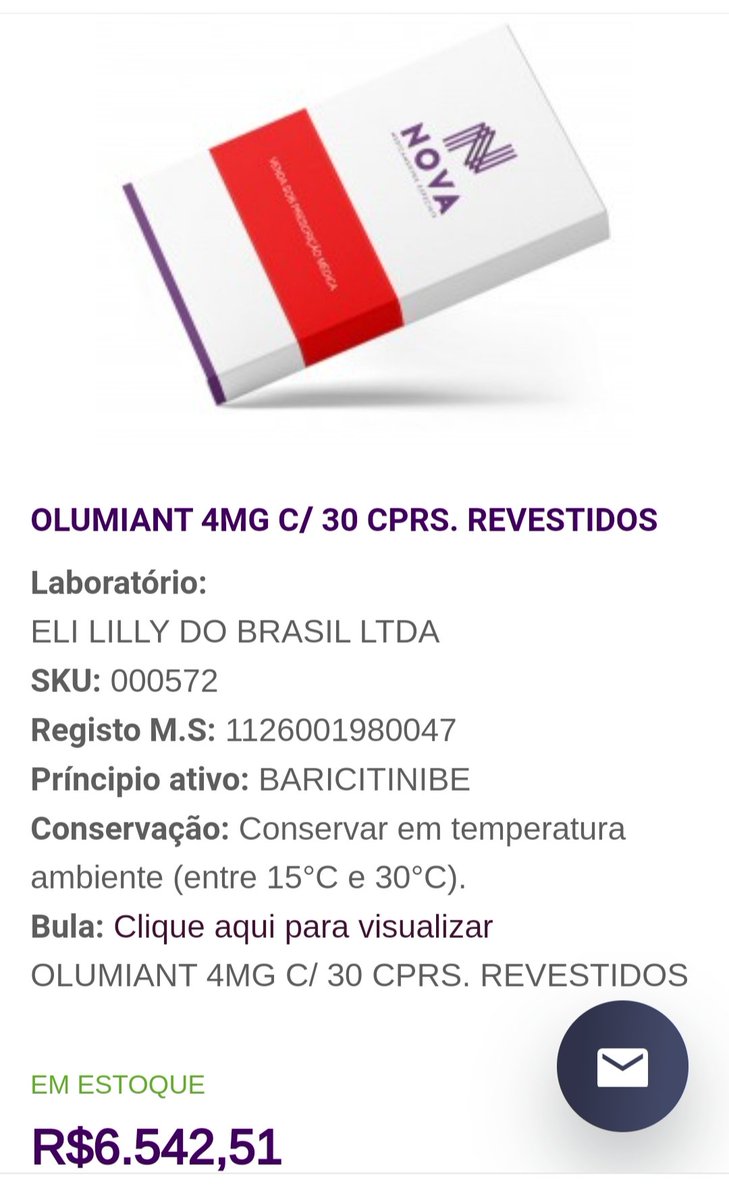 NOVA
MEDICAMENTOS ESPECIAIS
VENDA SOB PRESCRIÇÃO MÉDICA
OLUMIANT 4MG C/ 30 CPRS. REVESTIDOS
Laboratório:
ELI LILLY DO BRASIL LTDA
SKU: 000572
Registo M.S: 1126001980047
Príncipio ativo: BARICITINIBE
Conservação: Conservar em temperatura
ambiente (entre 15°C e 30°C).
Bula: Clique aqui para visualizar
OLUMIANT 4MG C/ 30 CPRS. REVESTIDOS
EM ESTOQUE
R$6.542,51